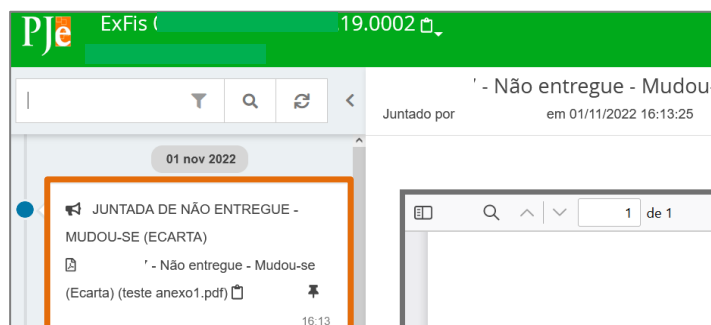 PJe ExFis (        .19.0002
' - Não entregue - Mudou-
Juntado por em 01/11/2022 16:13:25
01 nov 2022
JUNTADA DE NÃO ENTREGUE -
MUDOU-SE (ECARTA)
' - Não entregue - Mudou-se
(Ecarta) (teste anexo1.pdf)
16:13
1 de 1